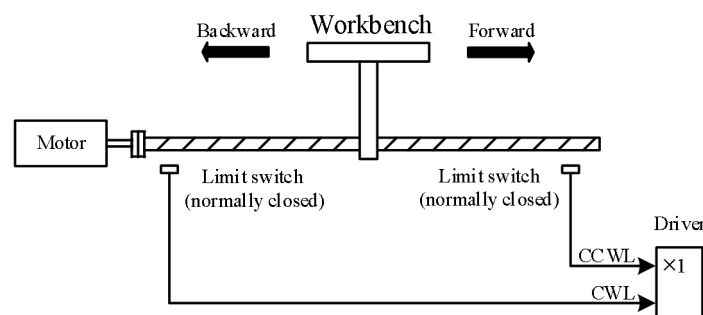 Workbench
Backward
Forward
Motor
Limit switch
(normally closed)
Limit switch
(normally closed)
Driver
CCWL
×1
CWL